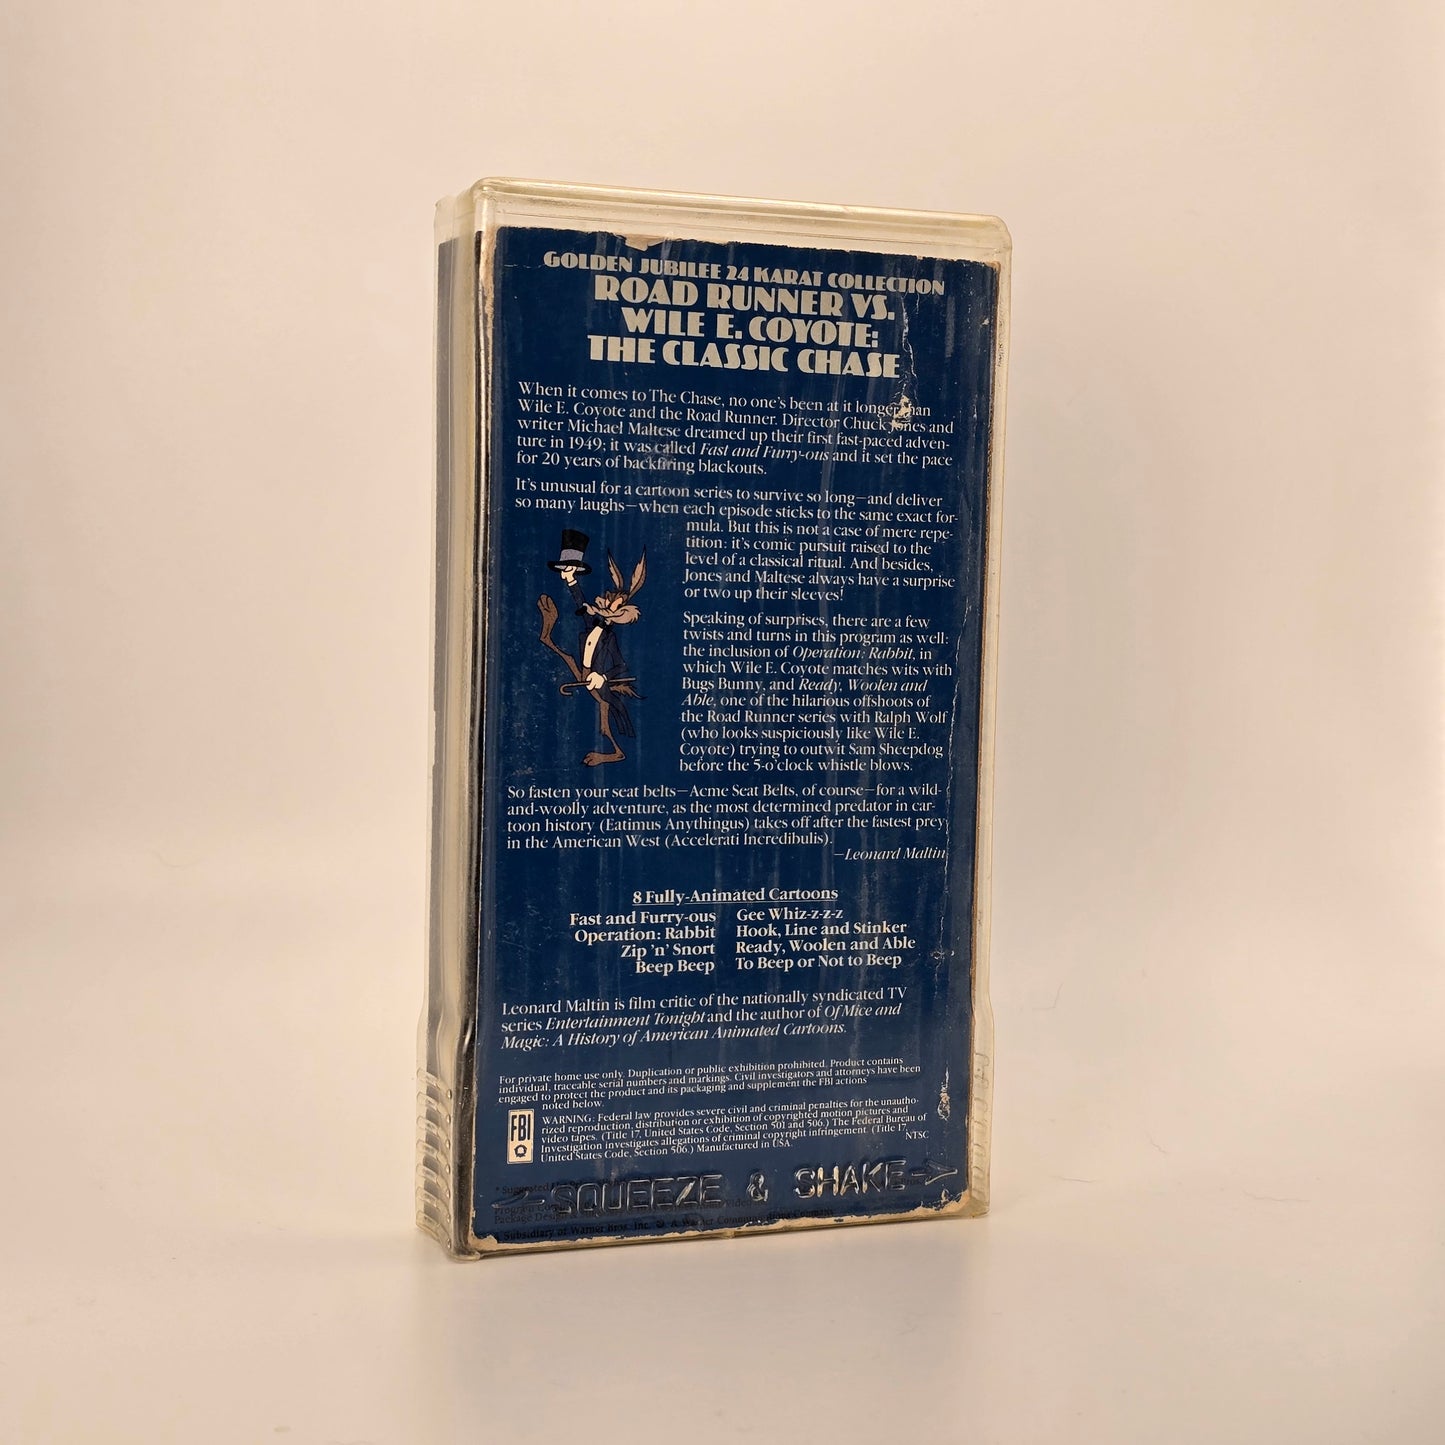 GOLDEN JUBILEE 24 KARAT COLLECTION
ROAD RUNNER VS.
WILE E. COYOTE:
THE CLASSIC CHASE
When it comes to The Chase, no one's been at it longer than
Wile E. Coyote and the Road Runner. Director Chuck Jones and
writer Michael Maltese dreamed up their first fast-paced adven-
ture in 1949; it was called Fast and Furry-ous and it set the pace
for 20 years of backfiring blackouts.
It's unusual for a cartoon series to survive so long—and deliver
so many laughs—when each episode sticks to the same exact for-
mula. But this is not a case of mere repe-
tition: it's comic pursuit raised to the
level of a classical ritual. And besides,
Jones and Maltese always have a surprise
or two up their sleeves!
Speaking of surprises, there are a few
twists and turns in this program as well:
the inclusion of Operation: Rabbit, in
which Wile E. Coyote matches wits with
Bugs Bunny, and Ready, Woolen and
Able, one of the hilarious offshoots of
the Road Runner series with Ralph Wolf
(who looks suspiciously like Wile E.
Coyote) trying to outwit Sam Sheepdog
before the 5-o'clock whistle blows.
So fasten your seat belts—Acme Seat Belts, of course—for a wild-
and-woolly adventure, as the most determined predator in car-
toon history (Eatimus Anythingus) takes off after the fastest prey
in the American West (Accelerati Incredibulis).
—Leonard Maltin
8 Fully-Animated Cartoons
Fast and Furry-ous Gee Whiz-z-z-z
Operation: Rabbit Hook, Line and Stinker
Zip 'n' Snort Ready, Woolen and Able
Beep Beep To Beep or Not to Beep
Leonard Maltin is film critic of the nationally syndicated TV
series Entertainment Tonight and the author of Of Mice and
Magic: A History of American Animated Cartoons.
For private home use only. Duplication or public exhibition prohibited. Product contains
individual, traceable serial numbers and markings. Civil investigators and attorneys have been
engaged to protect the product and its packaging and supplement the FBI actions
noted below.
FBI
WARNING: Federal law provides severe civil and criminal penalties for the unautho-
rized reproduction, distribution or exhibition of copyrighted motion pictures and
video tapes. (Title 17, United States Code, Section 501 and 506.) The Federal Bureau of
Investigation investigates allegations of criminal copyright infringement. (Title 17,
United States Code, Section 506.) Manufactured in USA.
NTSC
* Suggested
SQUEEZE & SHAKE
Program
Package Design
A Subsidiary of Warner Bros. Inc. A Warner Communications Company